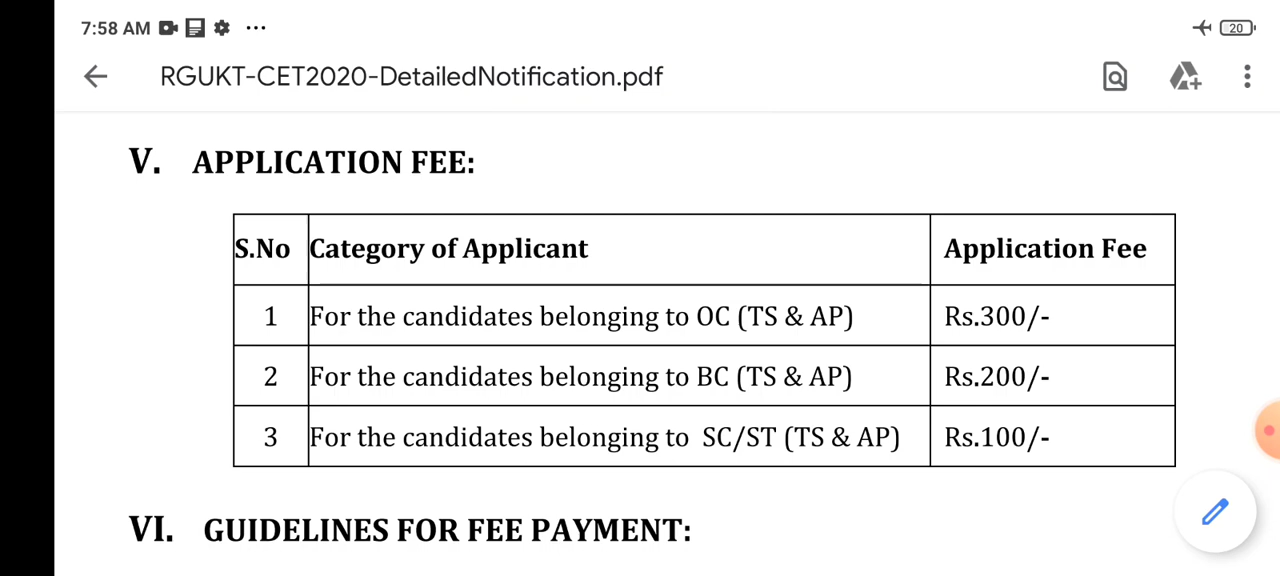 7:58 AM ... 20
RGUKT-CET2020-DetailedNotification.pdf
V. APPLICATION FEE:
S.No Category of Applicant Application Fee
1 For the candidates belonging to OC (TS & AP) Rs.300/-
2 For the candidates belonging to BC (TS & AP) Rs.200/-
3 For the candidates belonging to SC/ST (TS & AP) Rs.100/-
VI. GUIDELINES FOR FEE PAYMENT: